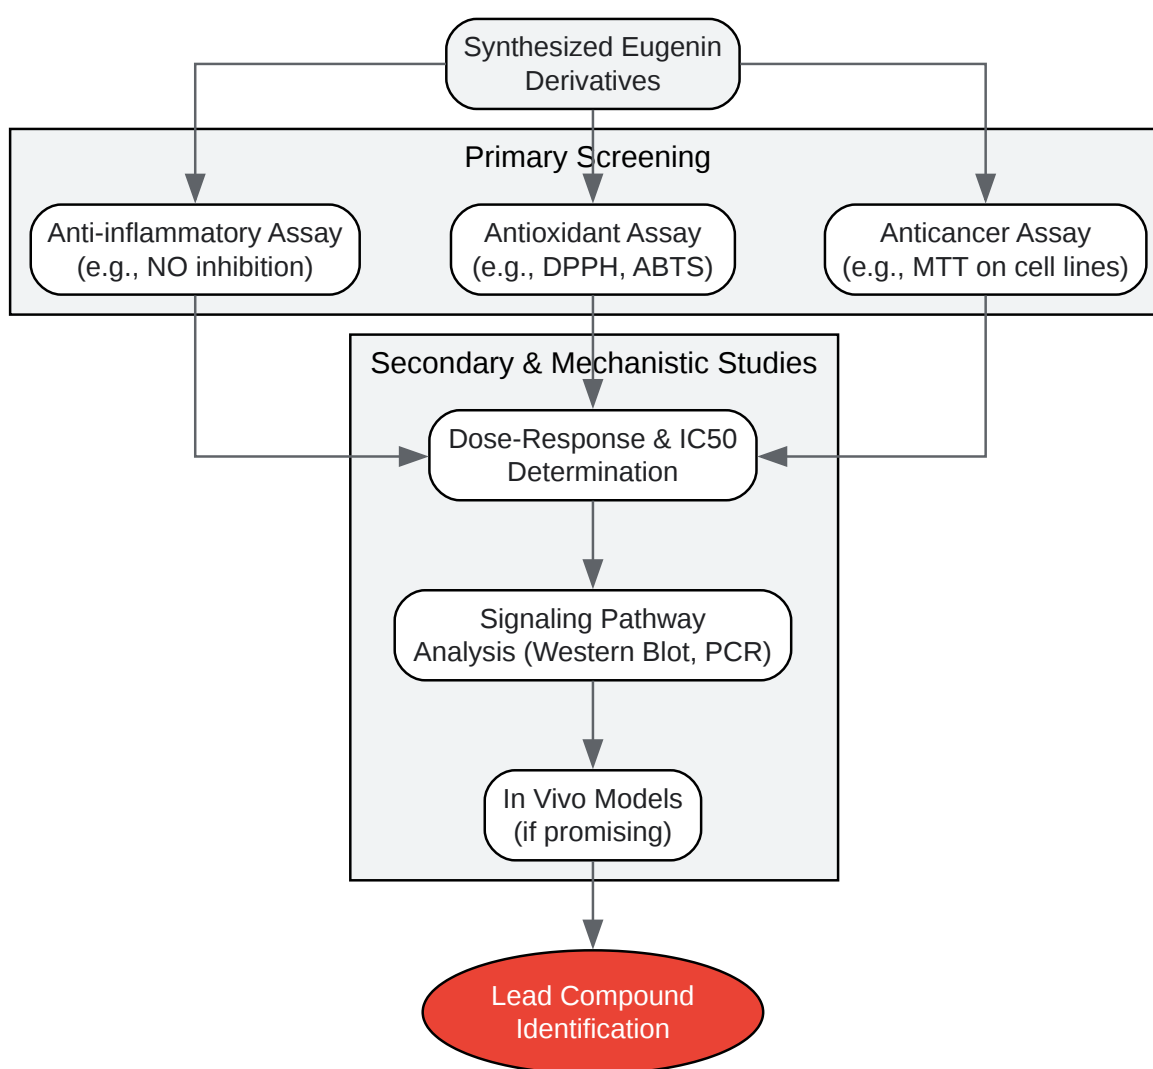 Synthesized Eugenin
Derivatives
Primary Screening
Anti-inflammatory Assay
(e.g., NO inhibition)
Antioxidant Assay
(e.g., DPPH, ABTS)
Anticancer Assay
(e.g., MTT on cell lines)
Secondary & Mechanistic Studies
Dose-Response & IC50
Determination
Signaling Pathway
Analysis (Western Blot, PCR)
In Vivo Models
(if promising)
Lead Compound
Identification